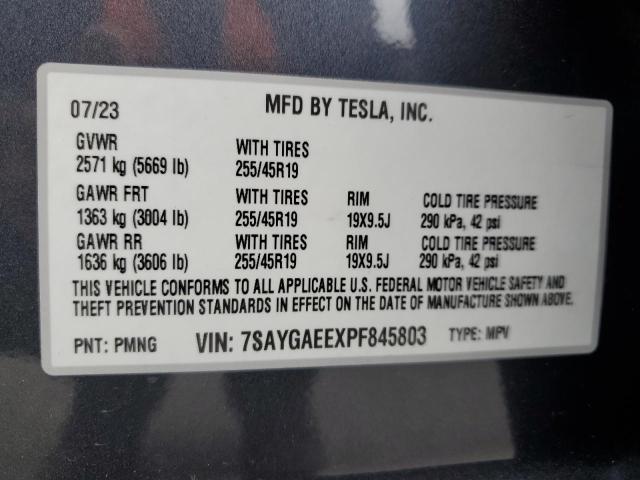 07/23 MFD BY TESLA, INC.
GVWR WITH TIRES
2571 kg (5669 lb) 255/45R19
GAWR FRT WITH TIRES RIM COLD TIRE PRESSURE
1363 kg (3004 lb) 255/45R19 19X9.5J 290 kPa, 42 psi
GAWR RR WITH TIRES RIM COLD TIRE PRESSURE
1636 kg (3606 lb) 255/45R19 19X9.5J 290 kPa, 42 psi
THIS VEHICLE CONFORMS TO ALL APPLICABLE U.S. FEDERAL MOTOR VEHICLE SAFETY AND
THEFT PREVENTION STANDARDS IN EFFECT ON THE DATE OF MANUFACTURE SHOWN ABOVE.
PNT: PMNG VIN: 7SAYGAEEXPF845803 TYPE: MPV